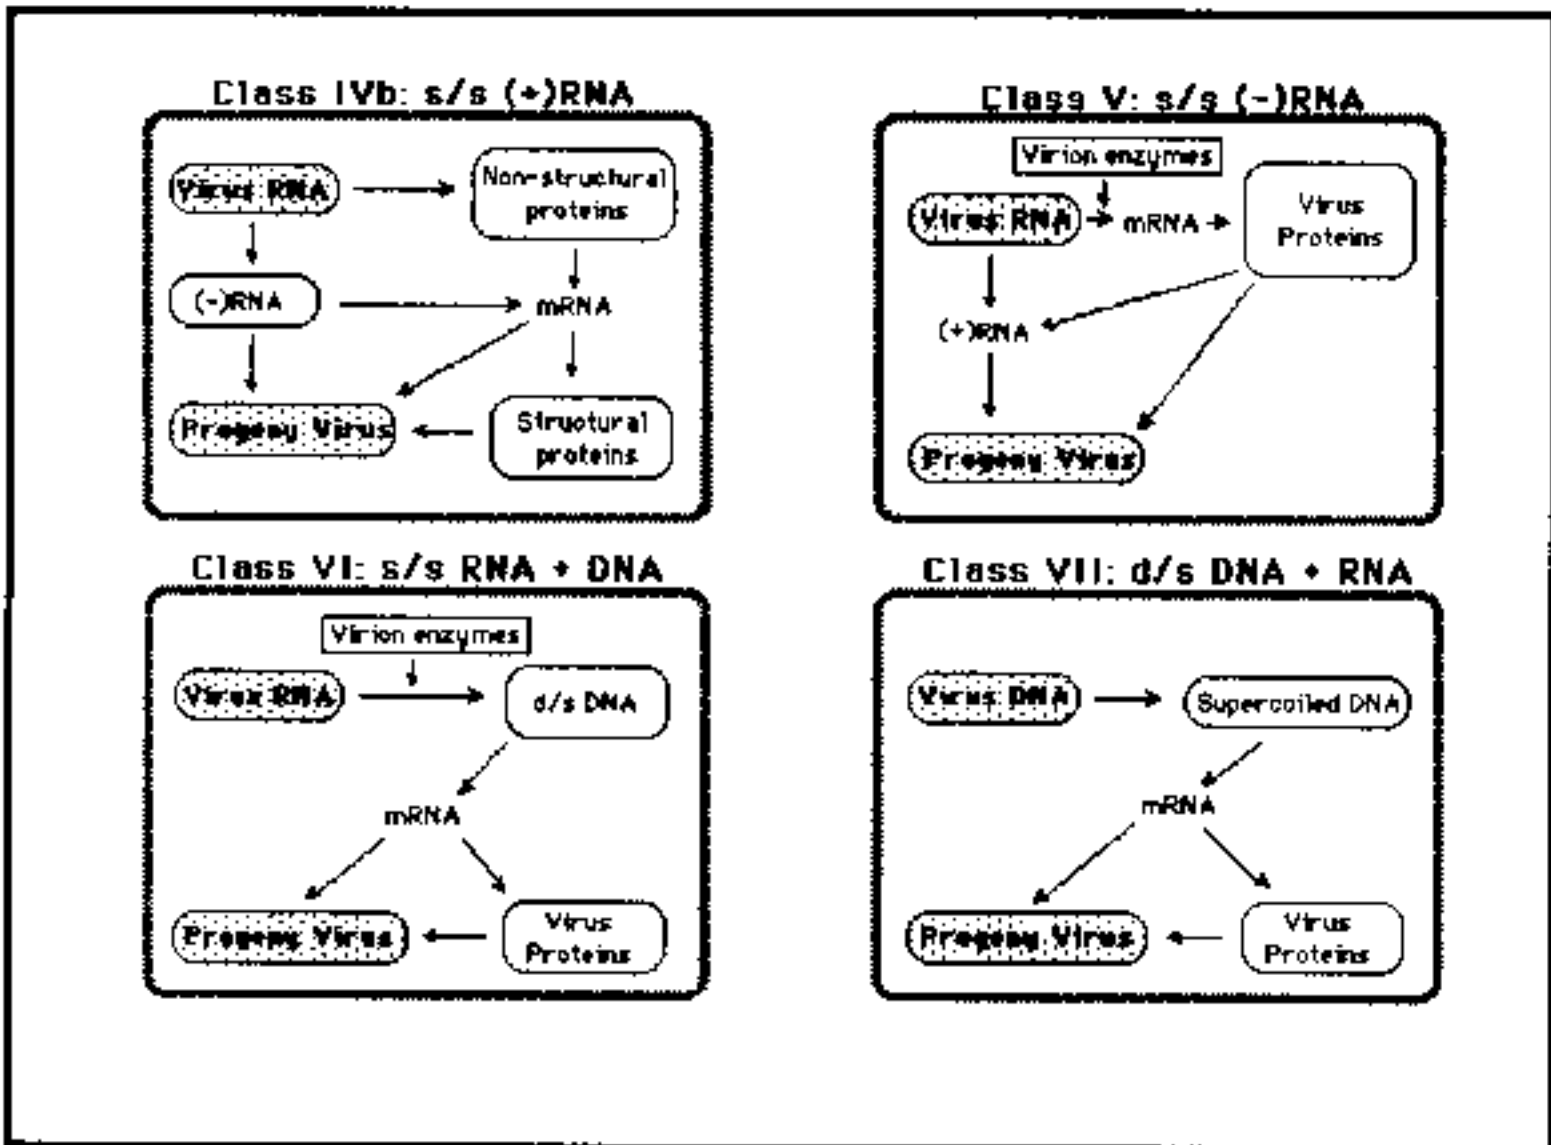 Class IVb: s/s (+)RNA
Virus RNA
Non-structural
proteins
(-)RNA
mRNA
Progeny Virus
Structural
proteins
Class V: s/s (-)RNA
Virion enzymes
Virus RNA
mRNA
Virus
Proteins
(+)RNA
Progeny Virus
Class VI: s/s RNA + DNA
Virion enzymes
Virus RNA
d/s DNA
mRNA
Progeny Virus
Virus
Proteins
Class VII: d/s DNA + RNA
Virus DNA
Supercoiled DNA
mRNA
Progeny Virus
Virus
Proteins